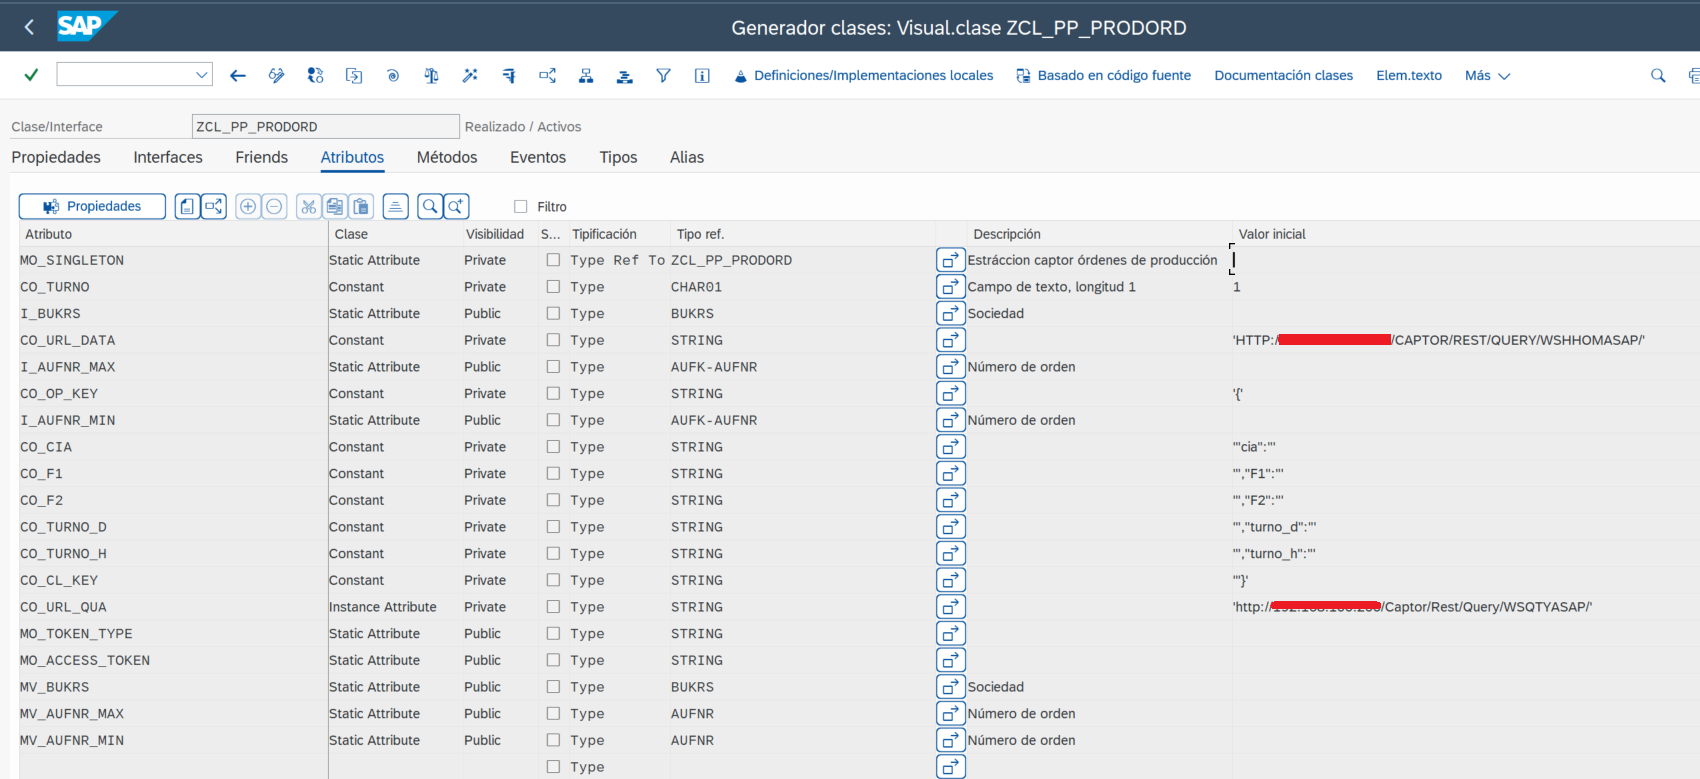 SAP Generador clases: Visual.clase ZCL_PP_PRODORD
Definiciones/Implementaciones locales Basado en código fuente Documentación clases Elem.texto Más
Clase/Interface ZCL_PP_PRODORD Realizado / Activos
Propiedades Interfaces Friends Atributos Métodos Eventos Tipos Alias
Propiedades Filtro
Atributo Clase Visibilidad S... Tipificación Tipo ref. Descripción Valor inicial
MO_SINGLETON Static Attribute Private Type Ref To ZCL_PP_PRODORD Estráccion captor órdenes de producción
CO_TURNO Constant Private Type CHAR01 Campo de texto, longitud 1 1
I_BUKRS Static Attribute Public Type BUKRS Sociedad
CO_URL_DATA Constant Private Type STRING 'HTTP:/ /CAPTOR/REST/QUERY/WSHHOMASAP/'
I_AUFNR_MAX Static Attribute Public Type AUFK-AUFNR Número de orden
CO_OP_KEY Constant Private Type STRING '{'
I_AUFNR_MIN Static Attribute Public Type AUFK-AUFNR Número de orden
CO_CIA Constant Private Type STRING '"cia":"'
CO_F1 Constant Private Type STRING '","F1":"'
CO_F2 Constant Private Type STRING '","F2":"'
CO_TURNO_D Constant Private Type STRING '","turno_d":"'
CO_TURNO_H Constant Private Type STRING '","turno_h":"'
CO_CL_KEY Constant Private Type STRING '"}'
CO_URL_QUA Instance Attribute Private Type STRING 'http:// /Captor/Rest/Query/WSQTYASAP/'
MO_TOKEN_TYPE Static Attribute Public Type STRING
MO_ACCESS_TOKEN Static Attribute Public Type STRING
MV_BUKRS Static Attribute Public Type BUKRS Sociedad
MV_AUFNR_MAX Static Attribute Public Type AUFNR Número de orden
MV_AUFNR_MIN Static Attribute Public Type AUFNR Número de orden
Type